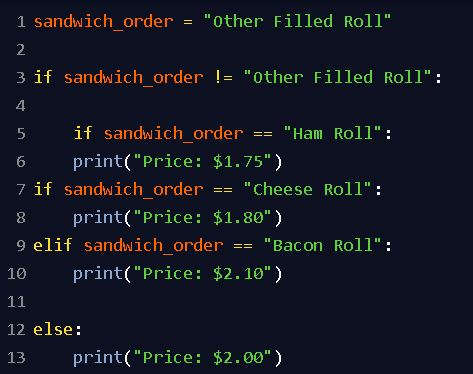 1 sandwich_order = "Other Filled Roll"
2
3 if sandwich_order != "Other Filled Roll":
4
5     if sandwich_order == "Ham Roll":
6     print("Price: $1.75")
7 if sandwich_order == "Cheese Roll":
8     print("Price: $1.80")
9 elif sandwich_order == "Bacon Roll":
10     print("Price: $2.10")
11
12 else:
13     print("Price: $2.00")